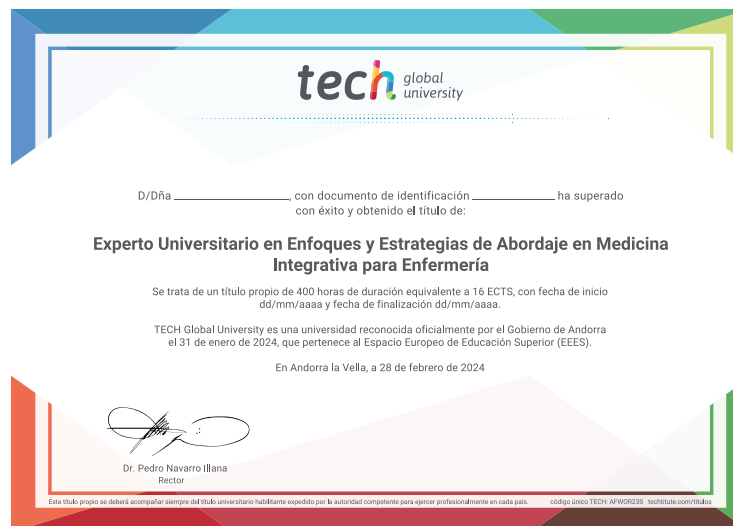 tech global university
D/Dña ____________________, con documento de identificación ______________ ha superado
con éxito y obtenido el título de:
Experto Universitario en Enfoques y Estrategias de Abordaje en Medicina
Integrativa para Enfermería
Se trata de un título propio de 400 horas de duración equivalente a 16 ECTS, con fecha de inicio
dd/mm/aaaa y fecha de finalización dd/mm/aaaa.
TECH Global University es una universidad reconocida oficialmente por el Gobierno de Andorra
el 31 de enero de 2024, que pertenece al Espacio Europeo de Educación Superior (EEES).
En Andorra la Vella, a 28 de febrero de 2024
Dr. Pedro Navarro Illana
Rector
Este título propio se deberá acompañar siempre del título universitario habilitante expedido por la autoridad competente para ejercer profesionalmente en cada país. código único TECH: AFWOR23S techtitute.com/titulos